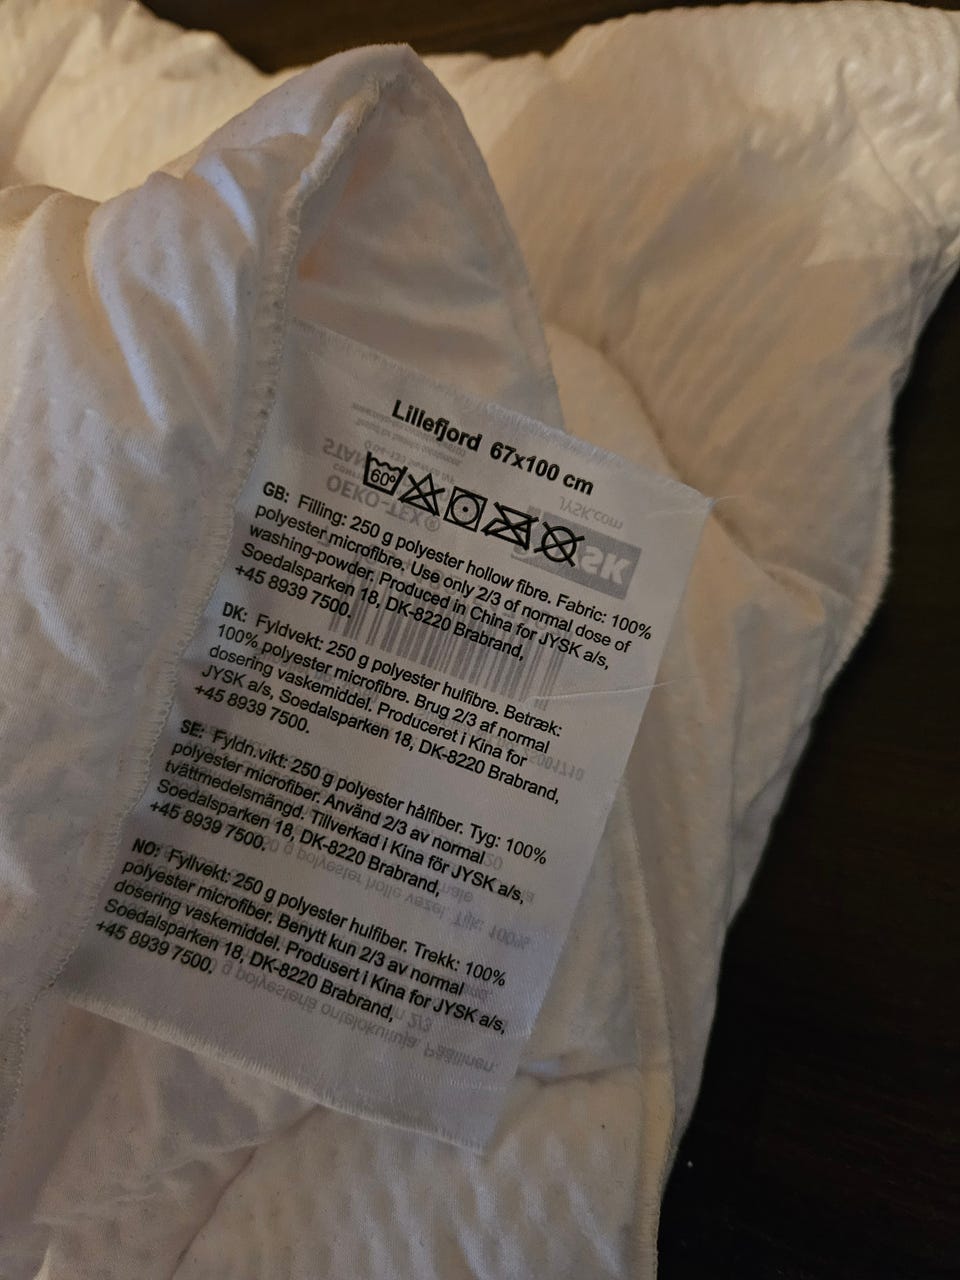 Lillefjord 67x100 cm
60°
GB: Filling: 250 g polyester hollow fibre. Fabric: 100%
polyester microfibre. Use only 2/3 of normal dose of
washing-powder. Produced in China for JYSK a/s,
Soedalsparken 18, DK-8220 Brabrand,
+45 8939 7500.
DK: Fyldvekt: 250 g polyester hulfibre. Betræk:
100% polyester microfibre. Brug 2/3 af normal
dosering vaskemiddel. Produceret i Kina for
JYSK a/s, Soedalsparken 18, DK-8220 Brabrand,
+45 8939 7500.
SE: Fyldn.vikt: 250 g polyester hålfiber. Tyg: 100%
polyester microfiber. Använd 2/3 av normal
tvättmedelsmängd. Tillverkad i Kina för JYSK a/s,
Soedalsparken 18, DK-8220 Brabrand,
+45 8939 7500.
NO: Fyllvekt: 250 g polyester hulfiber. Trekk: 100%
polyester microfiber. Benytt kun 2/3 av normal
dosering vaskemiddel. Produsert i Kina for JYSK a/s,
Soedalsparken 18, DK-8220 Brabrand,
+45 8939 7500.